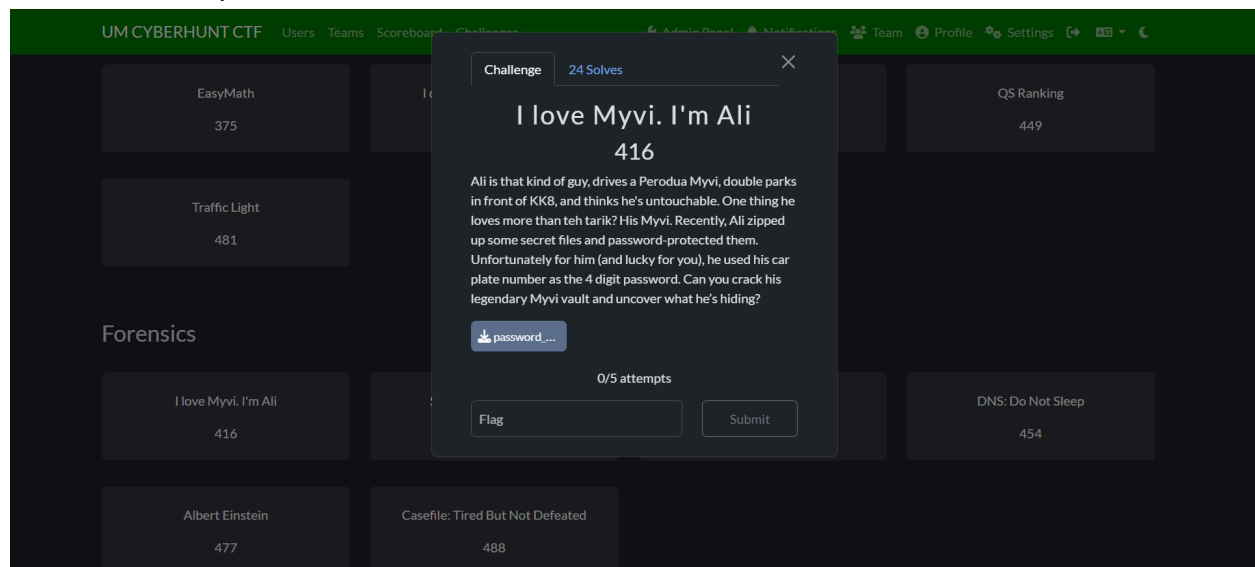 UM CYBERHUNT CTF Users Teams Scoreboard Challenges Admin Panel Notifications Team Profile Settings
Challenge 24 Solves
EasyMath
375
I
QS Ranking
449
I love Myvi. I'm Ali
416
Ali is that kind of guy, drives a Perodua Myvi, double parks
in front of KK8, and thinks he's untouchable. One thing he
loves more than teh tarik? His Myvi. Recently, Ali zipped
up some secret files and password-protected them.
Unfortunately for him (and lucky for you), he used his car
plate number as the 4 digit password. Can you crack his
legendary Myvi vault and uncover what he's hiding?
Traffic Light
481
password_...
0/5 attempts
Flag Submit
Forensics
I love Myvi. I'm Ali
416
DNS: Do Not Sleep
454
Albert Einstein
477
Casefile: Tired But Not Defeated
488